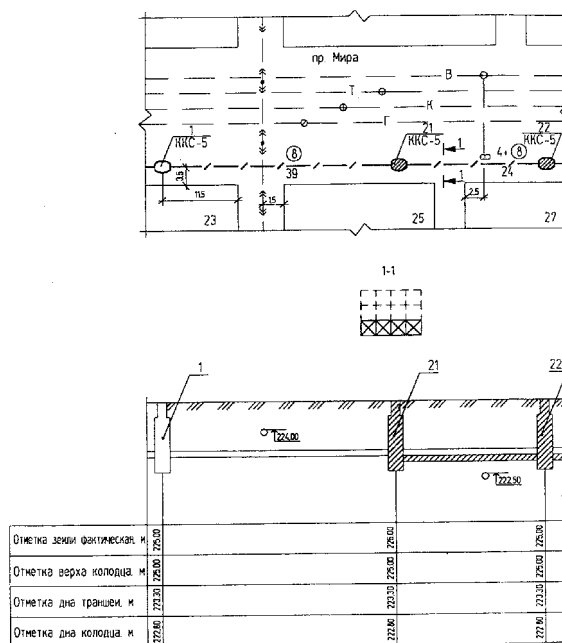 пр. Мира
В
Т
К
Г
1
ККС-5
21
ККС-5
22
ККС-5
1
8
4+ 8
39
24
3,5
11,5
1,5
2,5
1
23
25
27
1-1
1
21
22
224,00
222,50
Отметка земли фактическая, м 225,00 225,00 225,00
Отметка верха колодца, м 225,00 225,00 225,00
Отметка дна траншеи, м 223,30 223,30 223,30
Отметка дна колодца, м 222,80 222,80 222,80